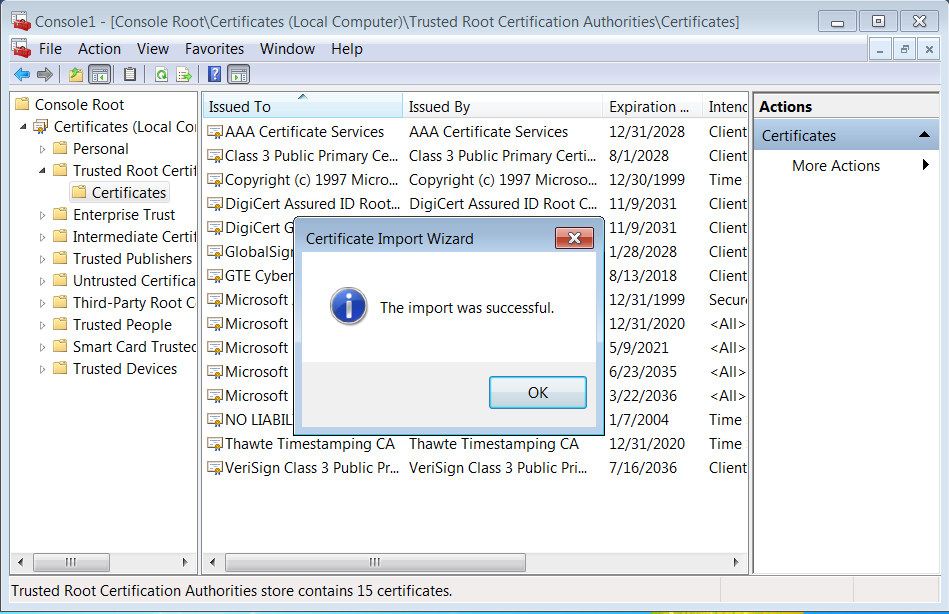 Console1 - [Console Root\Certificates (Local Computer)\Trusted Root Certification Authorities\Certificates]
File Action View Favorites Window Help
Console Root
Certificates (Local Co
Personal
Trusted Root Certif
Certificates
Enterprise Trust
Intermediate Certif
Trusted Publishers
Untrusted Certifica
Third-Party Root C
Trusted People
Smart Card Trusted
Trusted Devices
Issued To Issued By Expiration ... Intend
AAA Certificate Services AAA Certificate Services 12/31/2028 Client
Class 3 Public Primary Ce... Class 3 Public Primary Certi... 8/1/2028 Client
Copyright (c) 1997 Micro... Copyright (c) 1997 Microso... 12/30/1999 Time
DigiCert Assured ID Root... DigiCert Assured ID Root C... 11/9/2031 Client
DigiCert G 11/9/2031 Client
GlobalSign 1/28/2028 Client
GTE Cyber 8/13/2018 Client
Microsoft 12/31/1999 Secure
Microsoft 12/31/2020 <All>
Microsoft 5/9/2021 <All>
Microsoft 6/23/2035 <All>
Microsoft 3/22/2036 <All>
NO LIABIL 1/7/2004 Time
Thawte Timestamping CA Thawte Timestamping CA 12/31/2020 Time
VeriSign Class 3 Public Pr... VeriSign Class 3 Public Pri... 7/16/2036 Client
Certificate Import Wizard
The import was successful.
OK
Actions
Certificates
More Actions
Trusted Root Certification Authorities store contains 15 certificates.